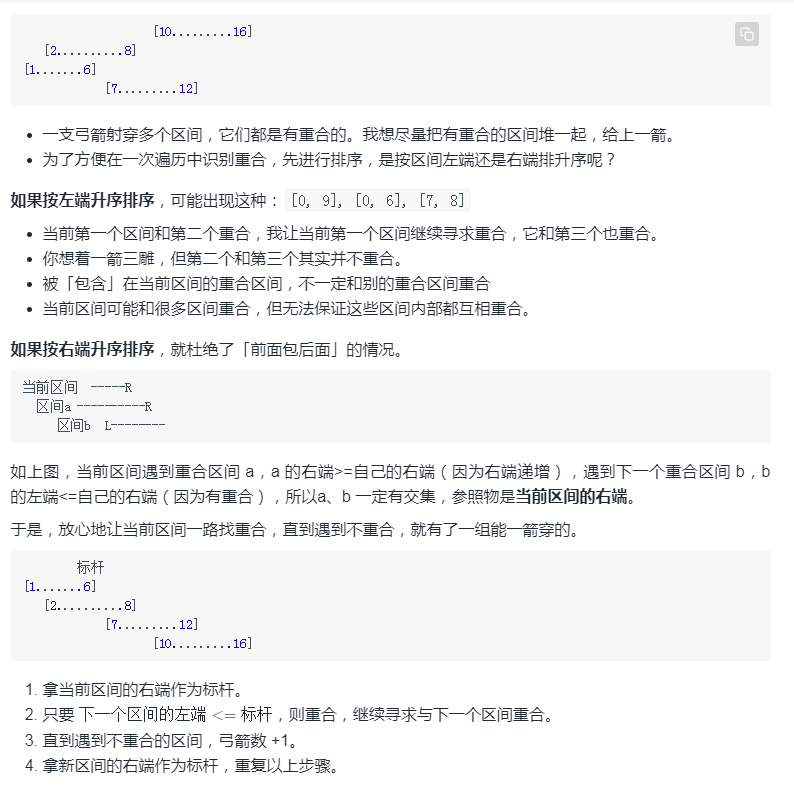 [10.........16]
[2..........8]
[1.......6]
[7.........12]
一支弓箭射穿多个区间，它们都是有重合的。我想尽量把有重合的区间堆一起，给上一箭。
为了方便在一次遍历中识别重合，先进行排序，是按区间左端还是右端排升序呢？
如果按左端升序排序，可能出现这种：[0, 9], [0, 6], [7, 8]
当前第一个区间和第二个重合，我让当前第一个区间继续寻求重合，它和第三个也重合。
你想着一箭三雕，但第二个和第三个其实并不重合。
被「包含」在当前区间的重合区间，不一定和别的重合区间重合
当前区间可能和很多区间重合，但无法保证这些区间内部都互相重合。
如果按右端升序排序，就杜绝了「前面包后面」的情况。
当前区间 -----R
区间a ----------R
区间b L--------
如上图，当前区间遇到重合区间 a，a 的右端>=自己的右端（因为右端递增），遇到下一个重合区间 b，b
的左端<=自己的右端（因为有重合），所以a、b 一定有交集，参照物是当前区间的右端。
于是，放心地让当前区间一路找重合，直到遇到不重合，就有了一组能一箭穿的。
标杆
[1.......6]
[2..........8]
[7.........12]
[10.........16]
1. 拿当前区间的右端作为标杆。
2. 只要 下一个区间的左端 <= 标杆，则重合，继续寻求与下一个区间重合。
3. 直到遇到不重合的区间，弓箭数 +1。
4. 拿新区间的右端作为标杆，重复以上步骤。